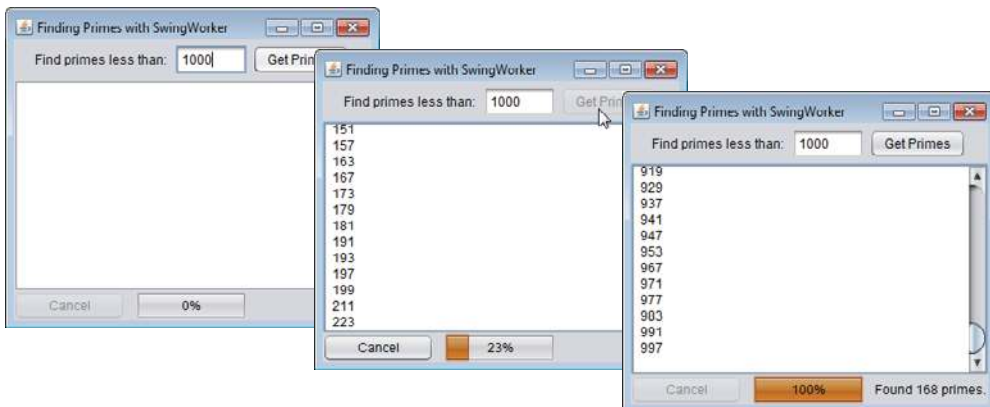 Finding Primes with SwingWorker
Find primes less than: 1000 Get Prin
Cancel 0%
Finding Primes with SwingWorker
Find primes less than: 1000 Get Prin
151
157
163
167
173
179
181
191
193
197
199
211
223
Cancel 23%
Finding Primes with SwingWorker
Find primes less than: 1000 Get Primes
919
929
937
941
947
953
967
971
977
983
991
997
Cancel 100% Found 168 primes.